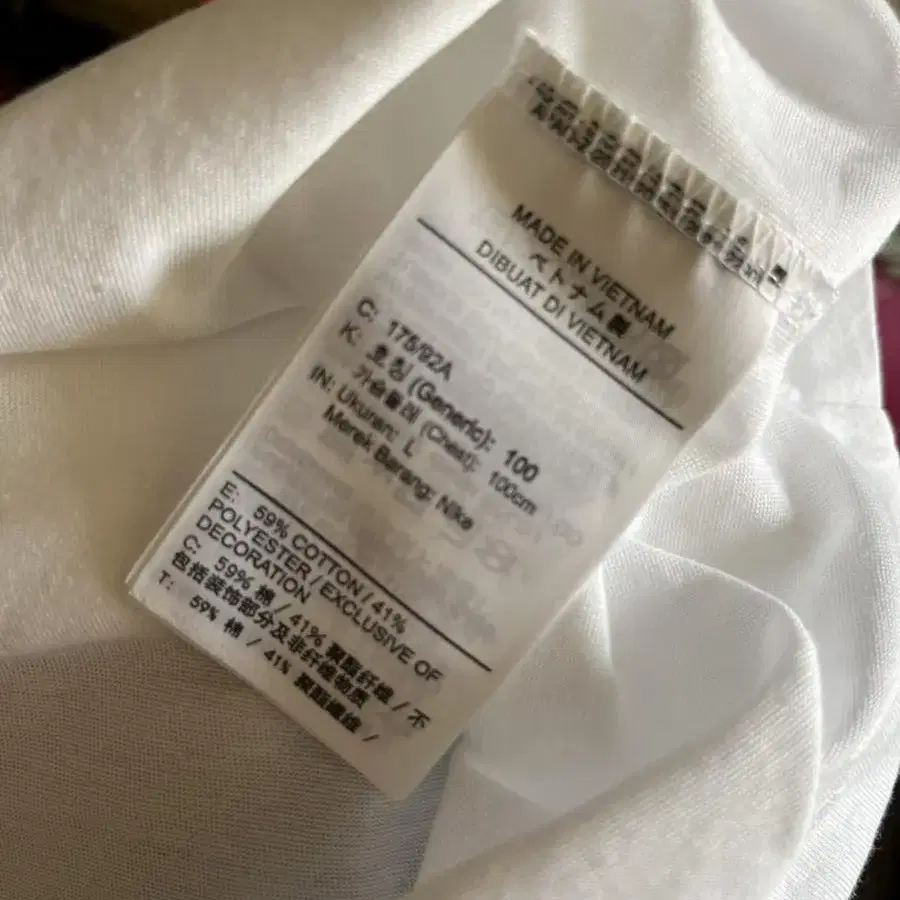 MADE IN VIETNAM
ベトナム製
DIBUAT DI VIETNAM
C: 175/92A
K: 호칭 (Generic): 100
가슴둘레 (Chest): 100cm
IN: Ukuran: L
Merek Barang: Nike
E: 59% COTTON / 41%
POLYESTER / EXCLUSIVE OF
DECORATION
C: 59% 棉 / 41% 聚酯纤维 / 不
包括装饰部分及非纤维物质
T: 59% 棉 / 41% 聚酯纖維 /